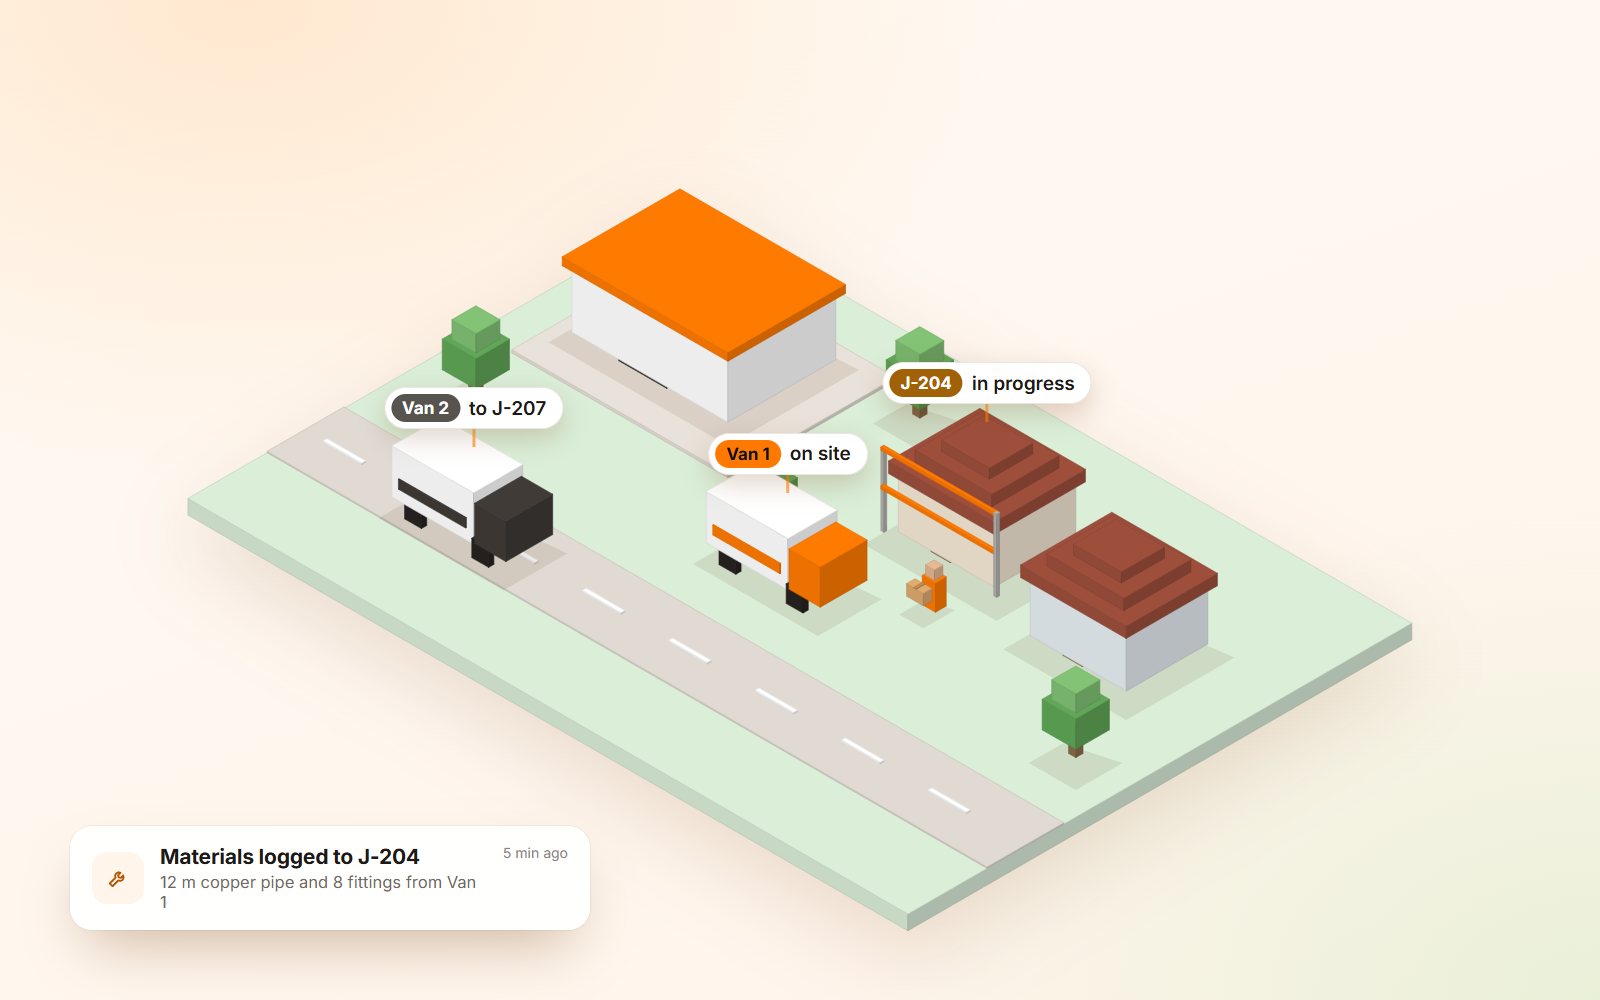 J-204 in progress
Van 2 to J-207
Van 1 on site
Materials logged to J-204
5 min ago
12 m copper pipe and 8 fittings from Van
1